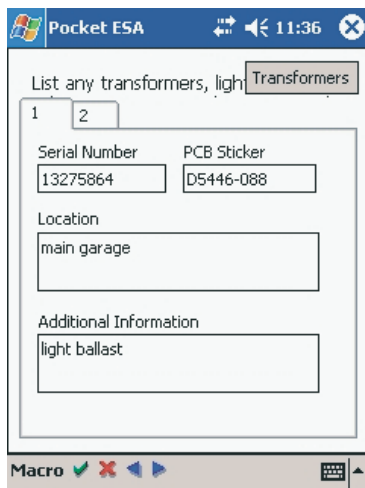 Pocket ESA 11:36
List any transformers, ligh
Transformers
1 2
Serial Number PCB Sticker
13275864 D5446-088
Location
main garage
Additional Information
light ballast
Macro